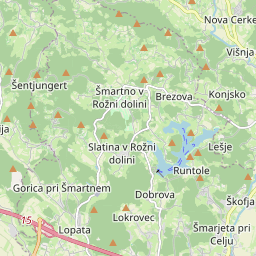 Nova Cerke
Višnja
Šentjungert
Šmartno v
Rožni dolini
Brezova
Konjsko
ija
Slatina v Rožni
dolini
Lešje
Runtole
Gorica pri Šmartnem
Dobrova
Škofja
15
Lokrovec
Lopata
Šmarjeta pri
Celju